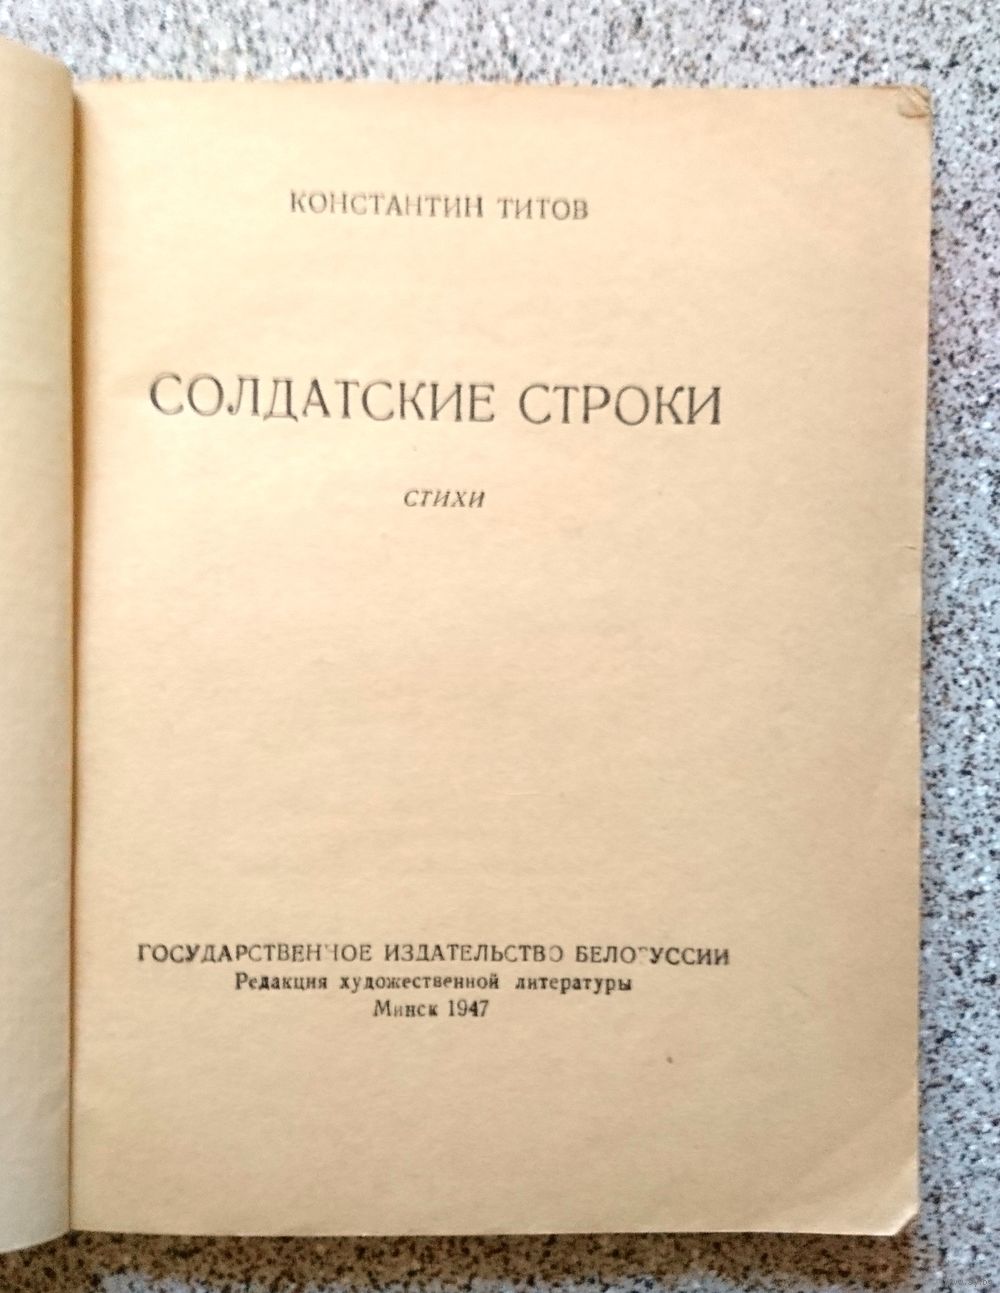 КОНСТАНТИН ТИТОВ
СОЛДАТСКИЕ СТРОКИ
СТИХИ
ГОСУДАРСТВЕННОЕ ИЗДАТЕЛЬСТВО БЕЛОРУССИИ
Редакция художественной литературы
Минск 1947